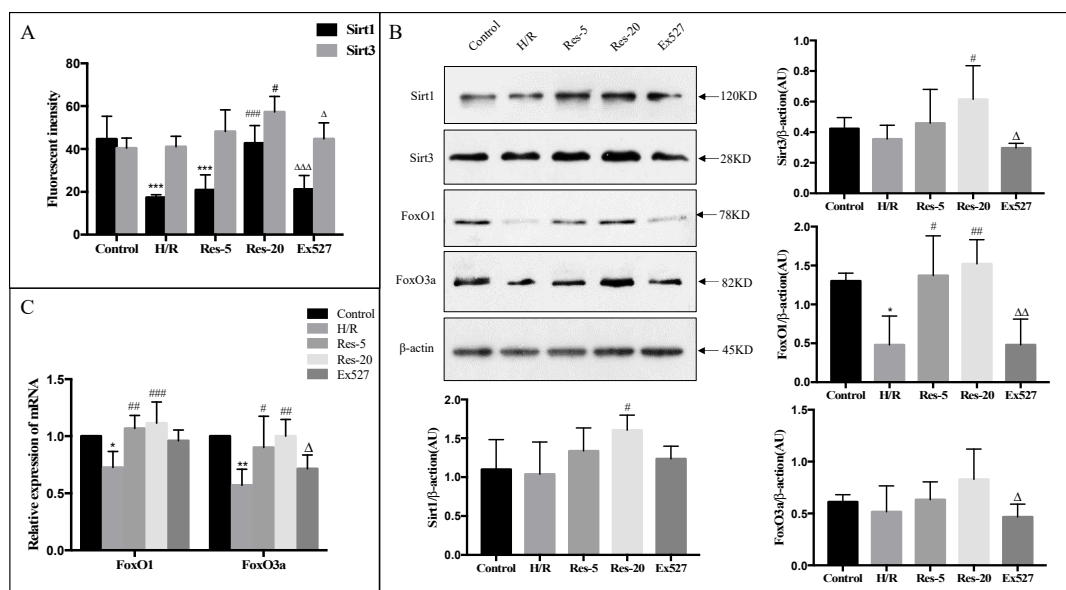 A
Sirt1
Sirt3
Fluorescent inensity
80
60
40
20
0
***
***
###
#
ΔΔΔ
Δ
Control
H/R
Res-5
Res-20
Ex527
B
Control
H/R
Res-5
Res-20
Ex527
Sirt1
120KD
Sirt3
28KD
FoxO1
78KD
FoxO3a
82KD
β-actin
45KD
Sirt1/β-action(AU)
2.0
1.5
1.0
0.5
0.0
#
Control
H/R
Res-5
Res-20
Ex527
Sirt3/β-action(AU)
1.0
0.8
0.6
0.4
0.2
0.0
#
Δ
Control
H/R
Res-5
Res-20
Ex527
FoxO1/β-action(AU)
2.0
1.5
1.0
0.5
0.0
*
#
##
ΔΔ
Control
H/R
Res-5
Res-20
Ex527
FoxO3a/β-action(AU)
1.5
1.0
0.5
0.0
Δ
Control
H/R
Res-5
Res-20
Ex527
C
Control
H/R
Res-5
Res-20
Ex527
Relative expression of mRNA
1.5
1.0
0.5
0.0
*
##
###
**
#
##
Δ
FoxO1
FoxO3a